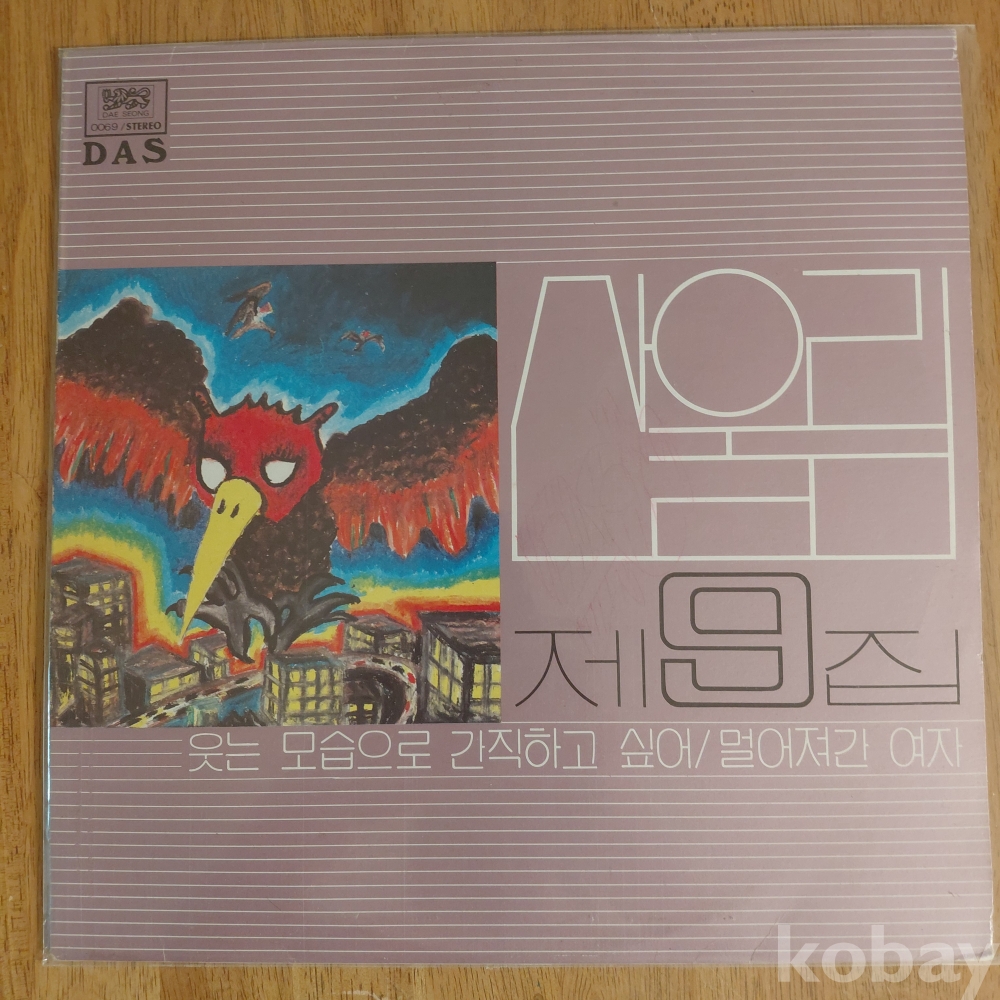 DAE SEONG
0069/STEREO
DAS
산울림
제9집
웃는 모습으로 간직하고 싶어/멀어져간 여자
kobay